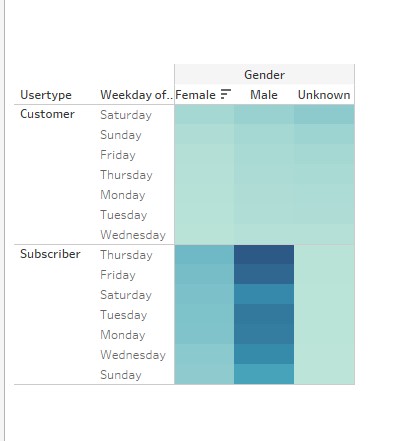 Gender
Usertype Weekday of.. Female Male Unknown
Customer Saturday
Sunday
Friday
Thursday
Monday
Tuesday
Wednesday
Subscriber Thursday
Friday
Saturday
Tuesday
Monday
Wednesday
Sunday